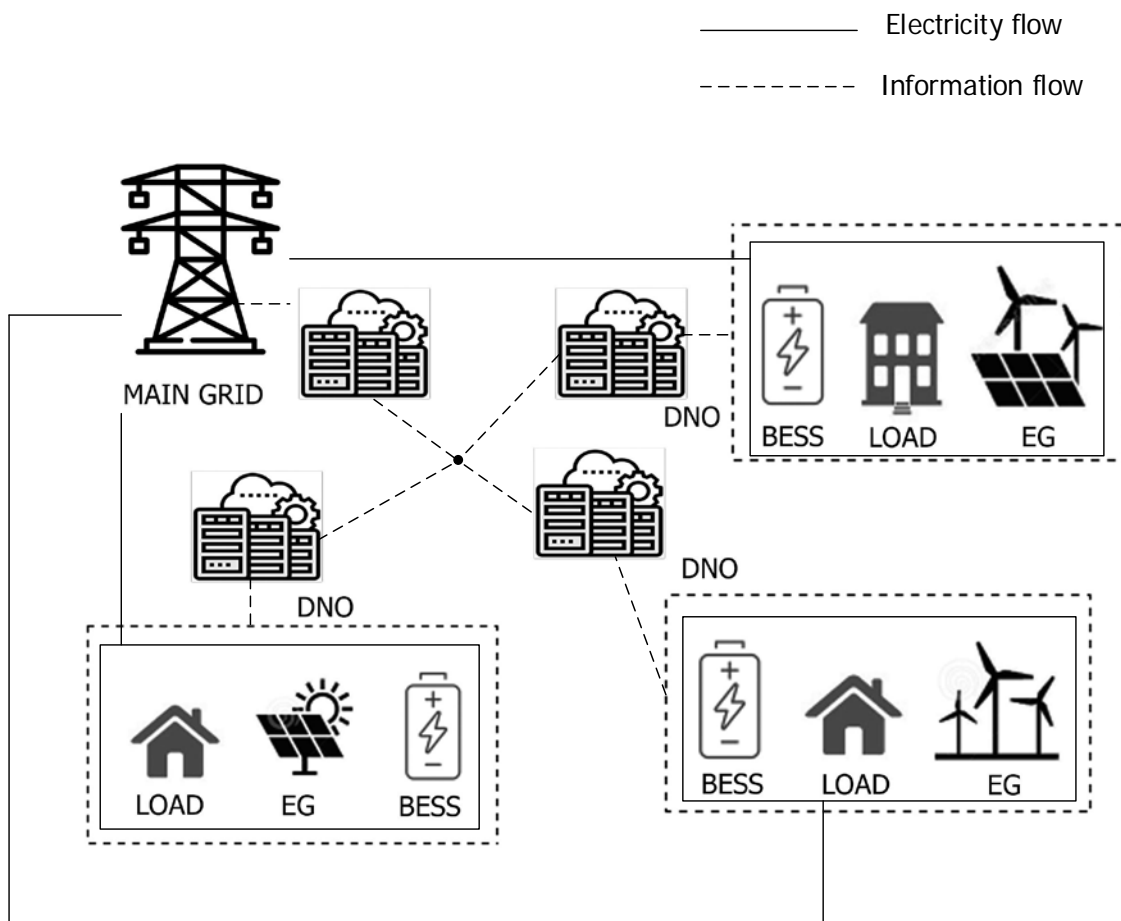 Electricity flow
Information flow
MAIN GRID
DNO
BESS
LOAD
EG
DNO
DNO
LOAD
EG
BESS
BESS
LOAD
EG